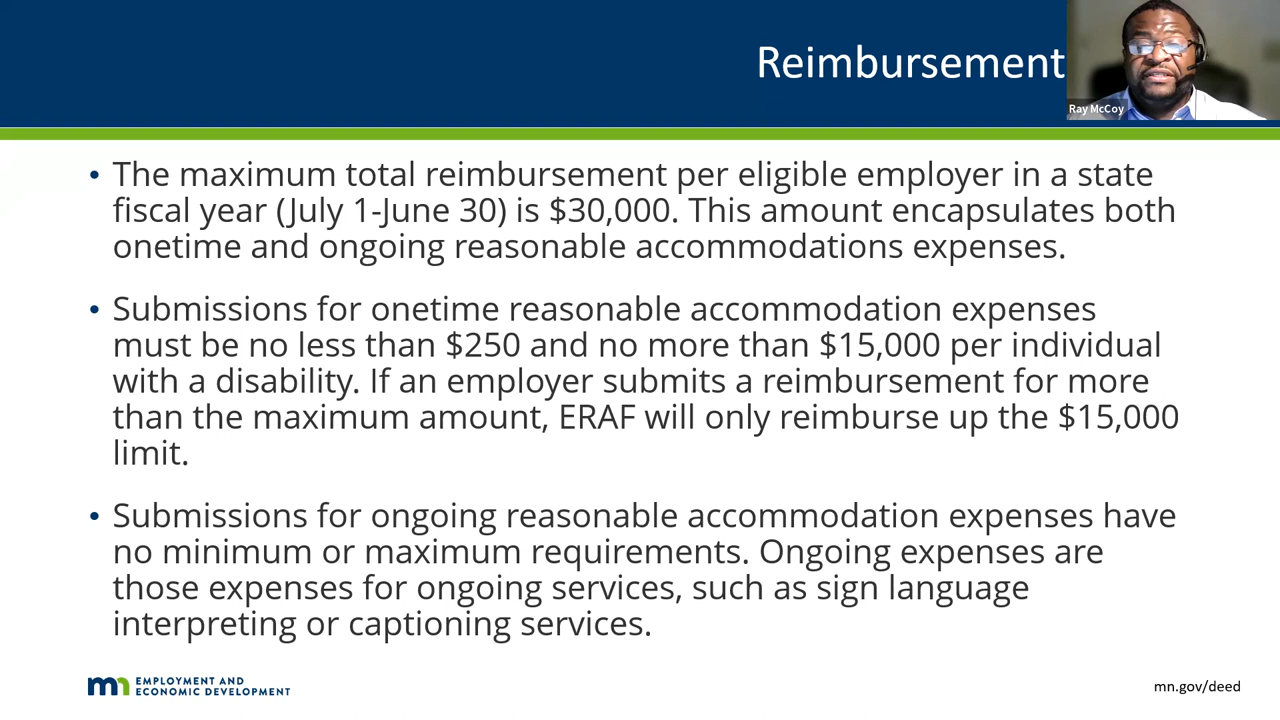 Reimbursement
Ray McCoy
• The maximum total reimbursement per eligible employer in a state
fiscal year (July 1-June 30) is $30,000. This amount encapsulates both
onetime and ongoing reasonable accommodations expenses.
• Submissions for onetime reasonable accommodation expenses
must be no less than $250 and no more than $15,000 per individual
with a disability. If an employer submits a reimbursement for more
than the maximum amount, ERAF will only reimburse up the $15,000
limit.
• Submissions for ongoing reasonable accommodation expenses have
no minimum or maximum requirements. Ongoing expenses are
those expenses for ongoing services, such as sign language
interpreting or captioning services.
mn EMPLOYMENT AND
ECONOMIC DEVELOPMENT
mn.gov/deed